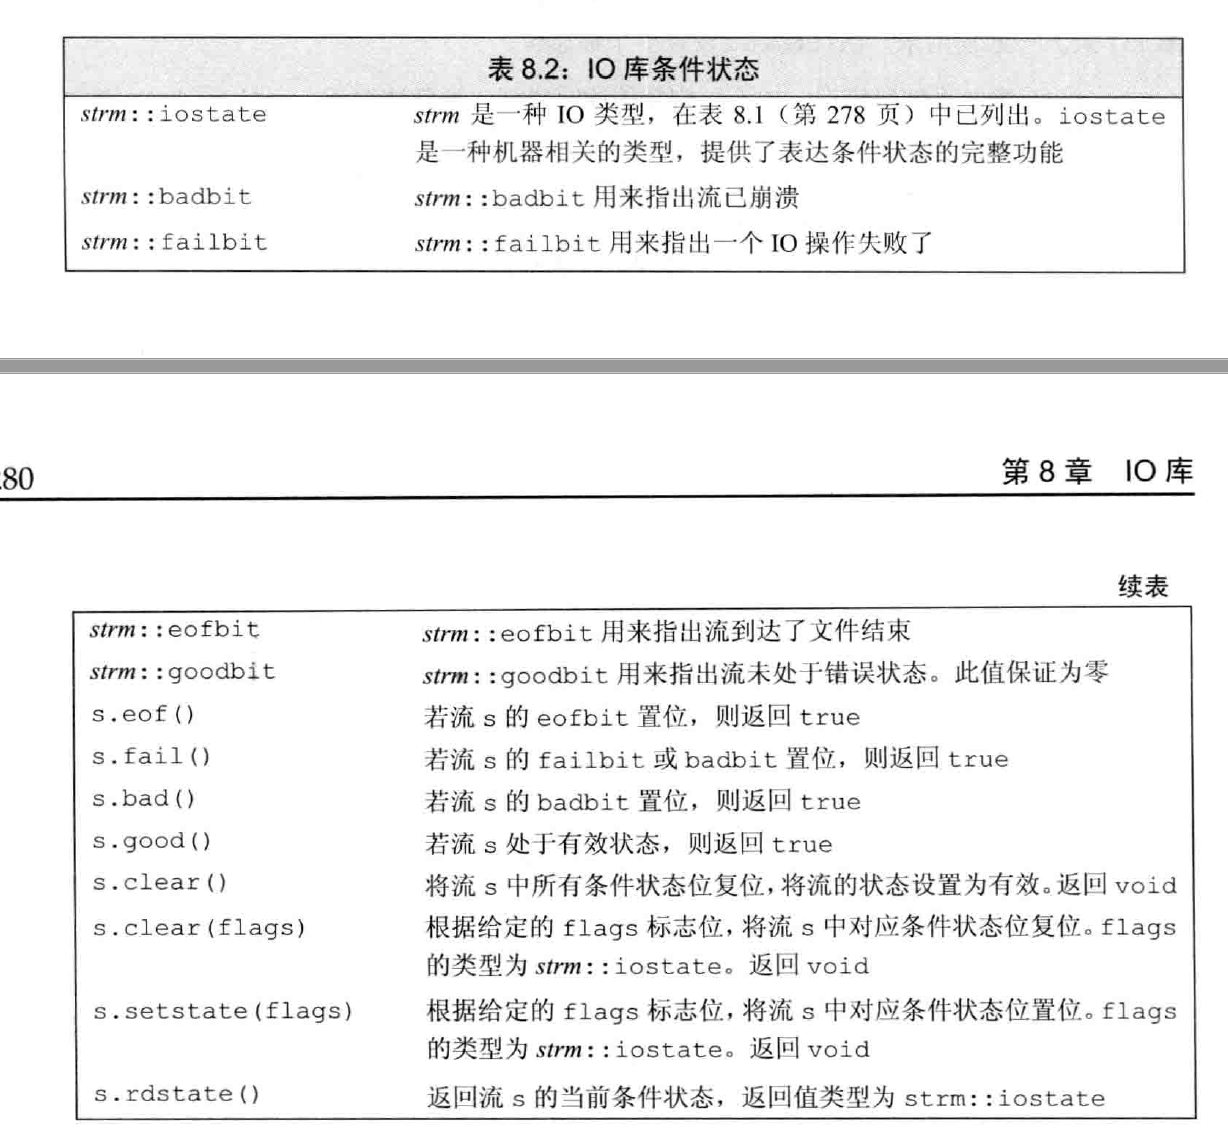 表 8.2：IO 库条件状态
strm::iostate strm 是一种 IO 类型，在表 8.1（第 278 页）中已列出。iostate
是一种机器相关的类型，提供了表达条件状态的完整功能
strm::badbit strm::badbit 用来指出流已崩溃
strm::failbit strm::failbit 用来指出一个 IO 操作失败了
80 第 8 章 IO 库
续表
strm::eofbit strm::eofbit 用来指出流到达了文件结束
strm::goodbit strm::goodbit 用来指出流未处于错误状态。此值保证为零
s.eof() 若流 s 的 eofbit 置位，则返回 true
s.fail() 若流 s 的 failbit 或 badbit 置位，则返回 true
s.bad() 若流 s 的 badbit 置位，则返回 true
s.good() 若流 s 处于有效状态，则返回 true
s.clear() 将流 s 中所有条件状态位复位，将流的状态设置为有效。返回 void
s.clear(flags) 根据给定的 flags 标志位，将流 s 中对应条件状态位复位。flags
的类型为 strm::iostate。返回 void
s.setstate(flags) 根据给定的 flags 标志位，将流 s 中对应条件状态位置位。flags
的类型为 strm::iostate。返回 void
s.rdstate() 返回流 s 的当前条件状态，返回值类型为 strm::iostate